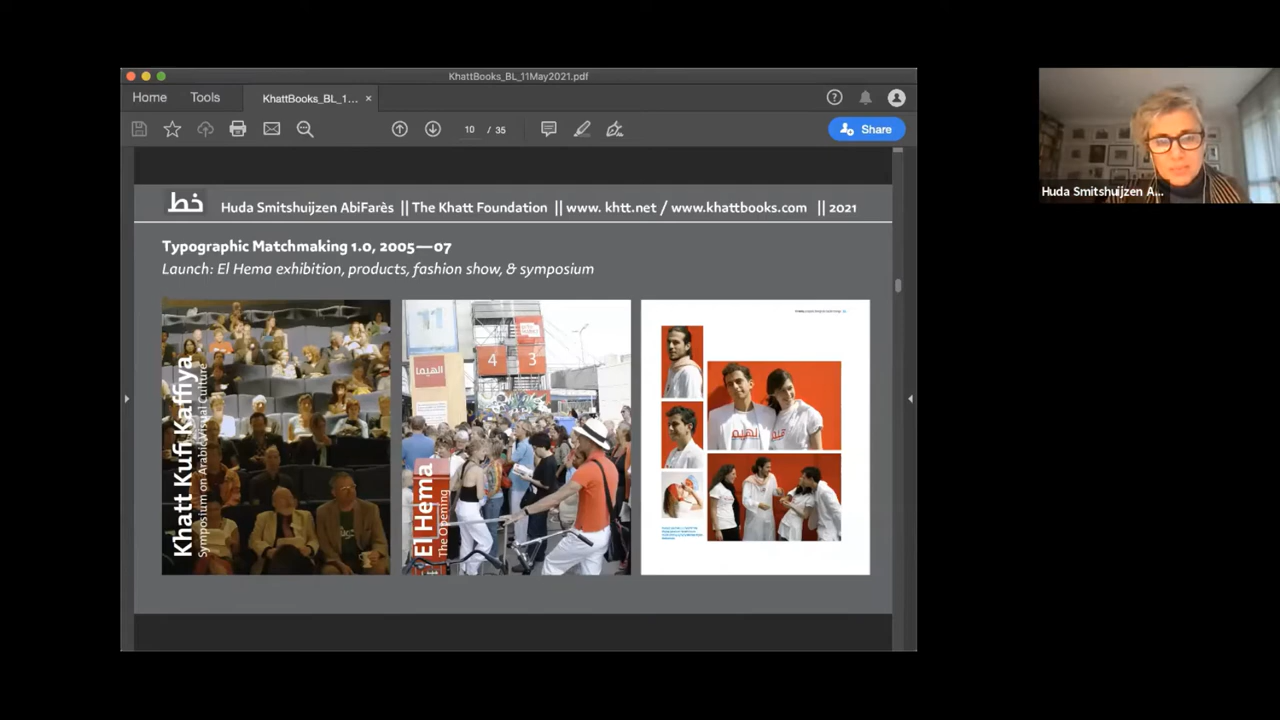 KhattBooks_BL_11May2021.pdf
Home
Tools
KhattBooks_BL_1...
10 / 35
Share
خط
Huda Smitshuijzen AbiFarès || The Khatt Foundation || www. khtt.net / www.khattbooks.com || 2021
Typographic Matchmaking 1.0, 2005—07
Launch: El Hema exhibition, products, fashion show, & symposium
Khatt Kufi Kaffiya
Symposium on Arabic Visual Culture
11
4
3
الهيما
El Hema
The Opening
Huda Smitshuijzen A...